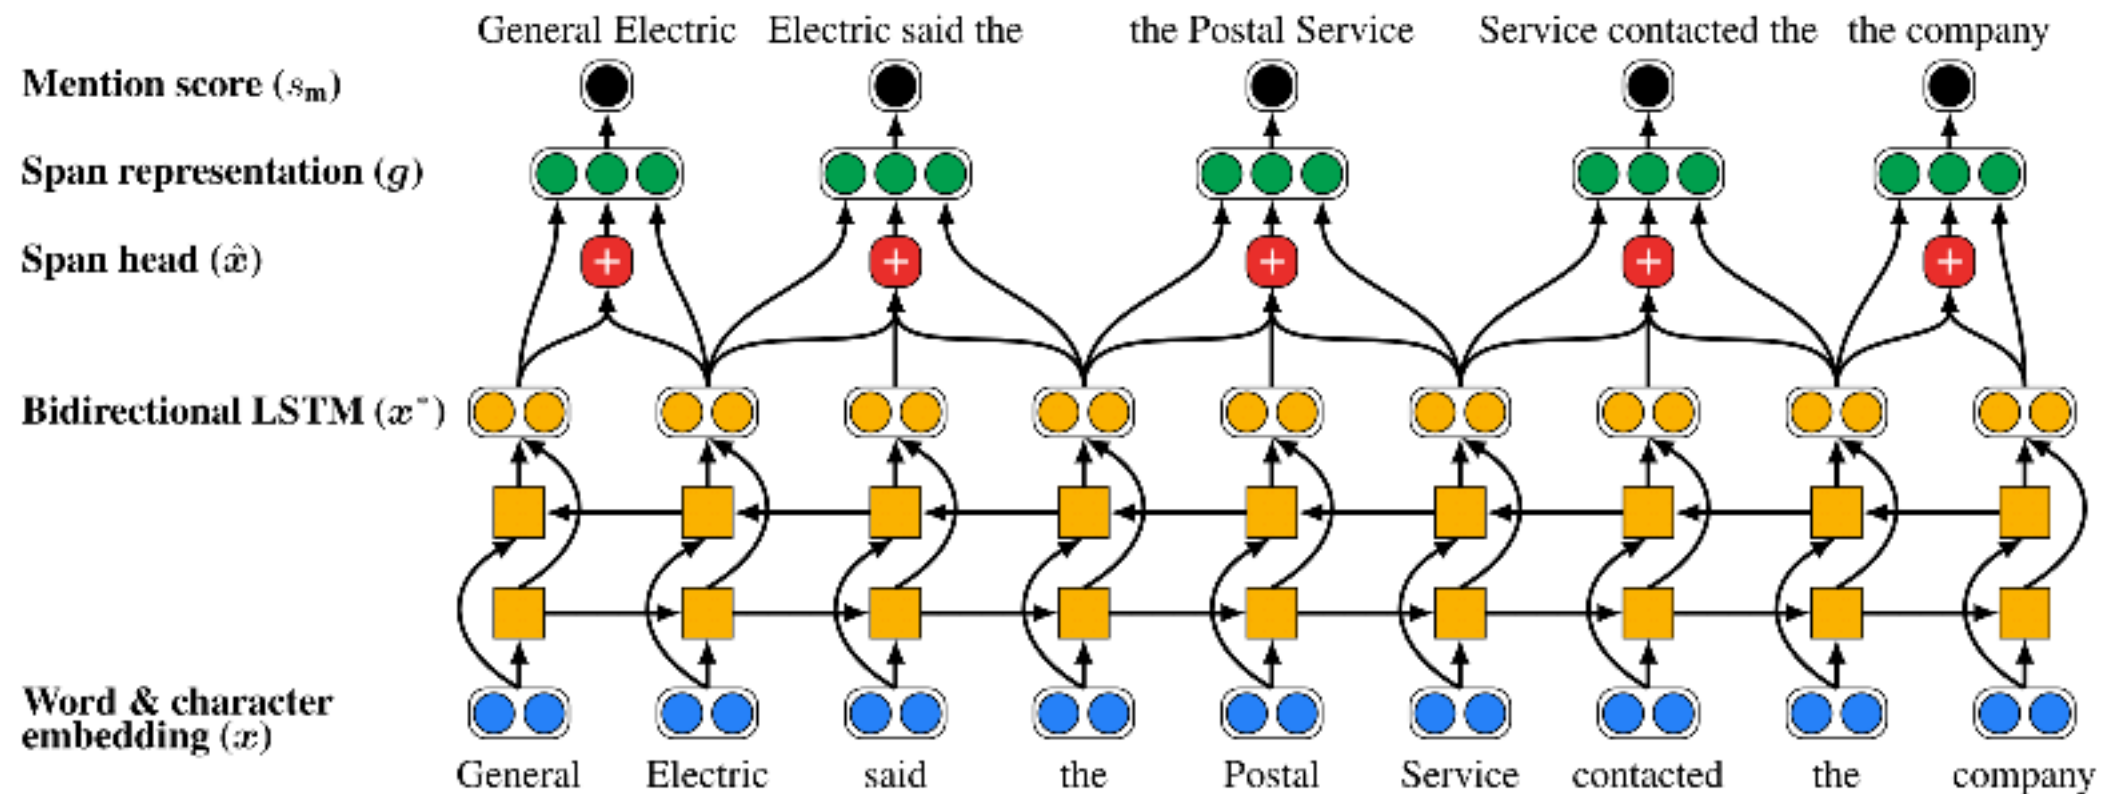 General Electric Electric said the the Postal Service Service contacted the the company
Mention score (sₘ)
Span representation (g)
+ + + + +
Span head (x̂)
Bidirectional LSTM (x*)
Word & character
embedding (x)
General Electric said the Postal Service contacted the company